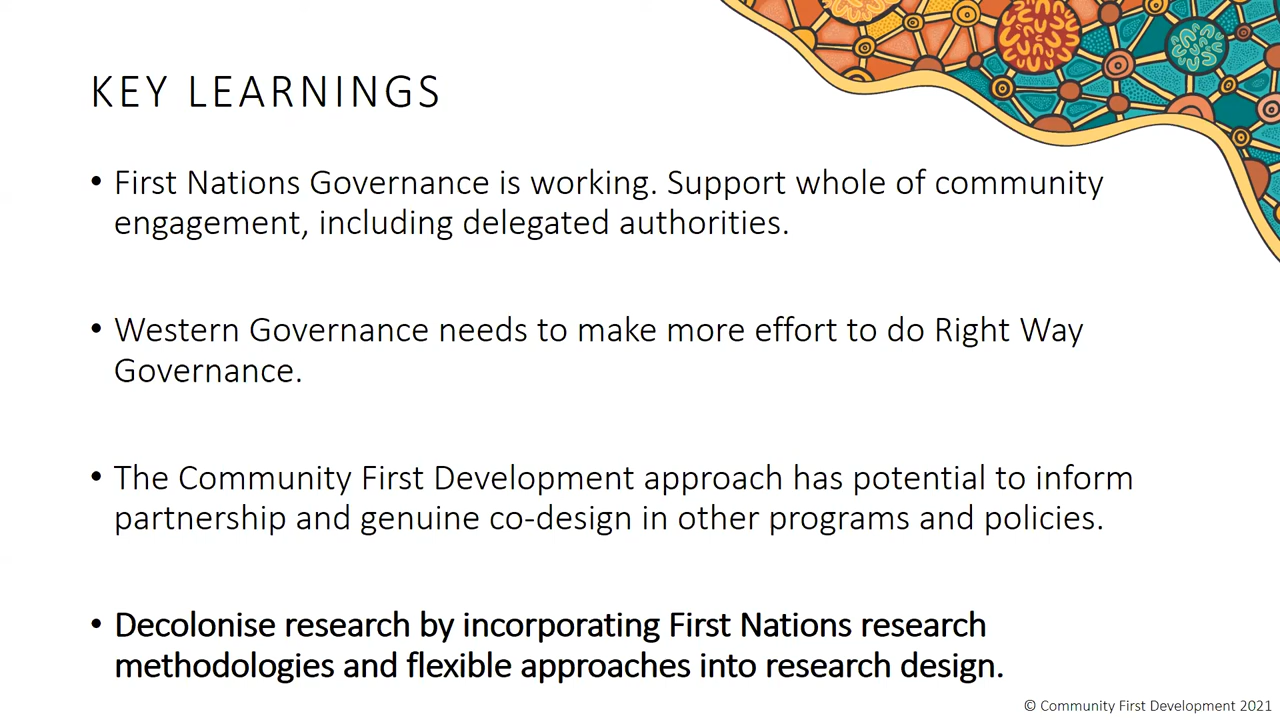 KEY LEARNINGS
• First Nations Governance is working. Support whole of community
engagement, including delegated authorities.
• Western Governance needs to make more effort to do Right Way
Governance.
• The Community First Development approach has potential to inform
partnership and genuine co-design in other programs and policies.
• Decolonise research by incorporating First Nations research
methodologies and flexible approaches into research design.
© Community First Development 2021